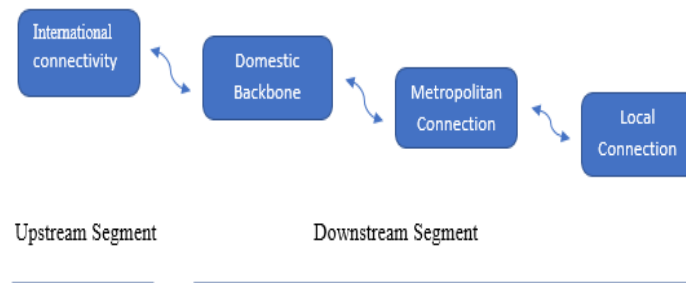 International
connectivity
Domestic
Backbone
Metropolitan
Connection
Local
Connection
Upstream Segment
Downstream Segment